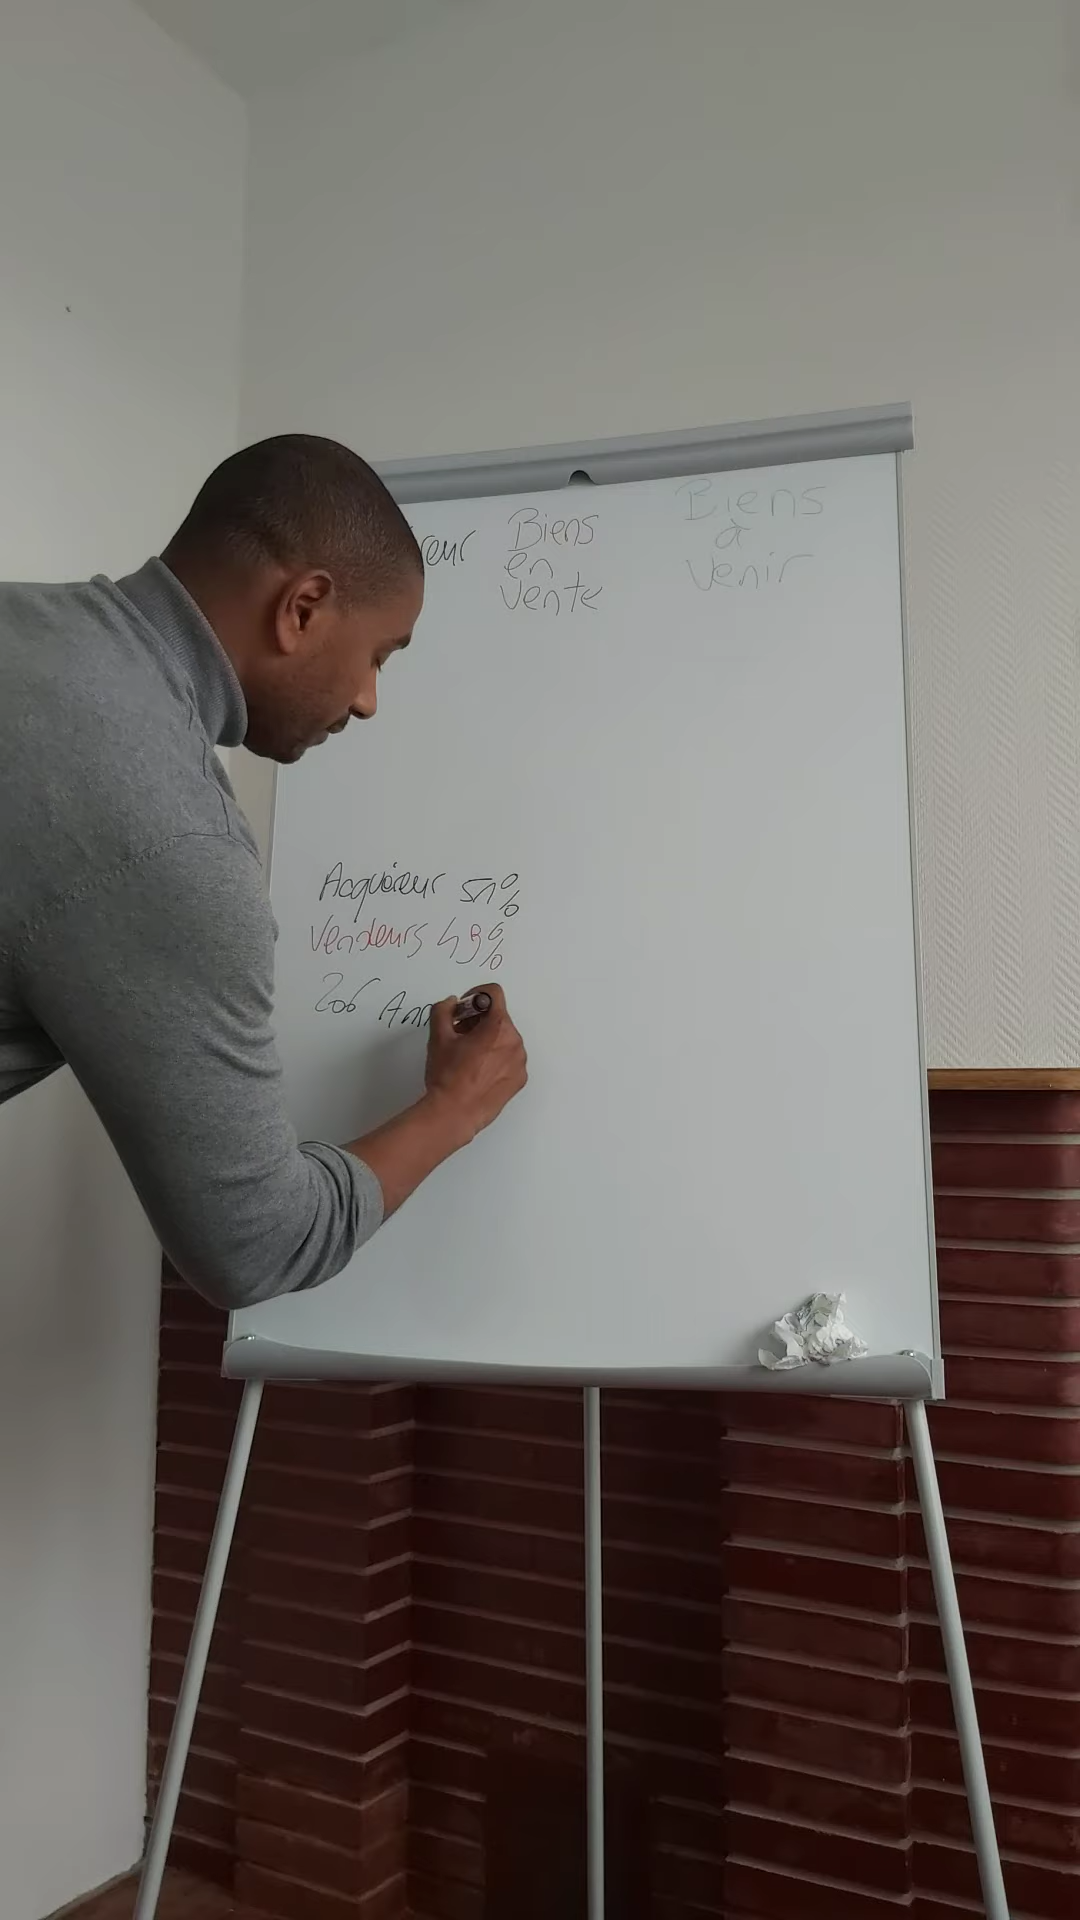 Biens
en
vente
Biens
à
venir
Acquéreur 51%
Vendeurs 49%
206